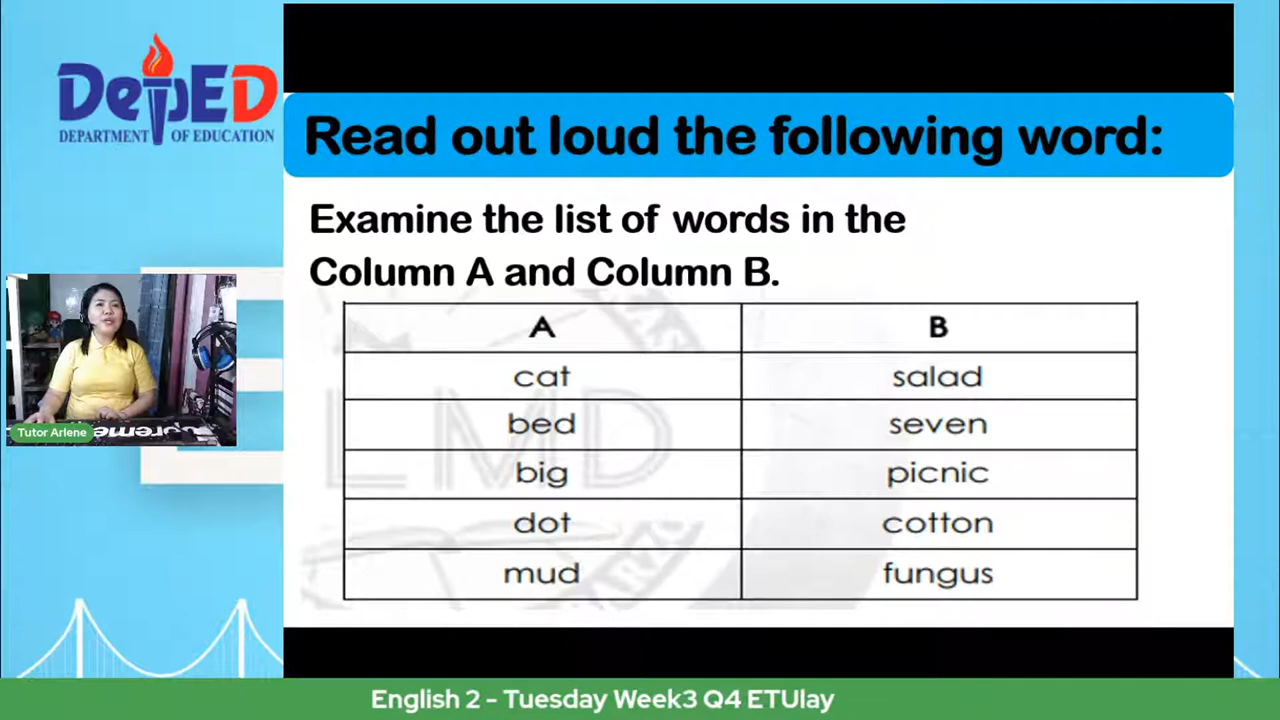 DepED
DEPARTMENT OF EDUCATION
Read out loud the following word:
Examine the list of words in the
Column A and Column B.
A B
cat salad
bed seven
big picnic
dot cotton
mud fungus
LMD
Tutor Arlene
Supreme
English 2 - Tuesday Week3 Q4 ETUlay